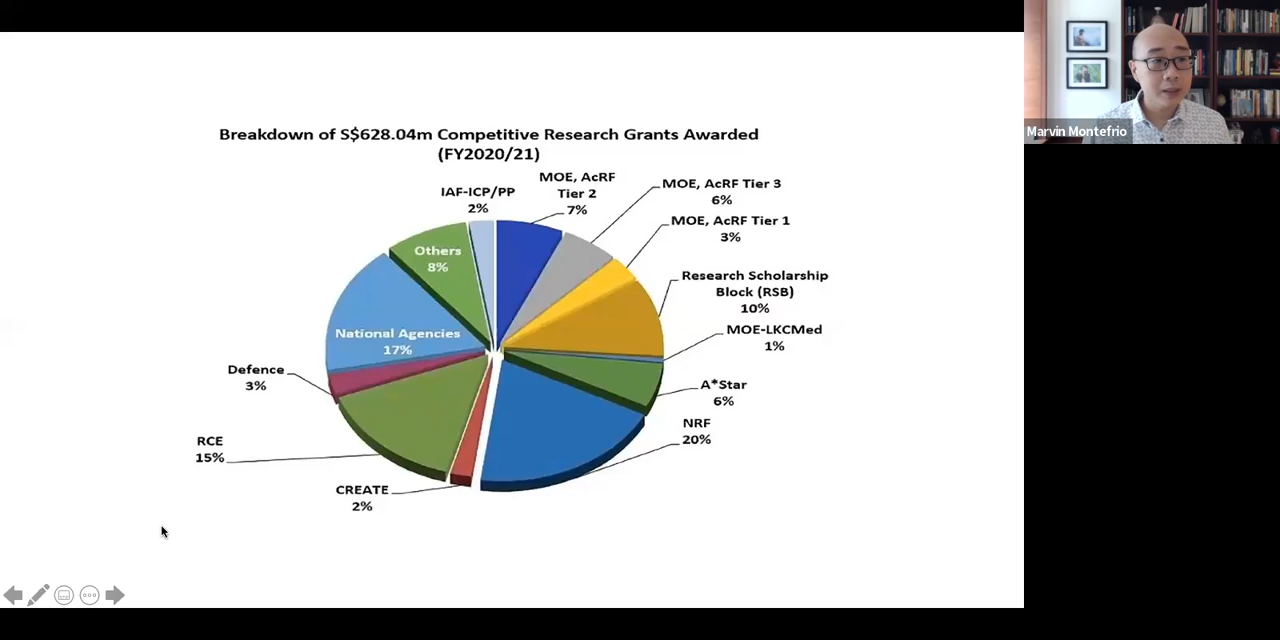 Breakdown of S$628.04m Competitive Research Grants Awarded
(FY2020/21)
IAF-ICP/PP
2%
MOE, AcRF
Tier 2
7%
MOE, AcRF Tier 3
6%
MOE, AcRF Tier 1
3%
Research Scholarship
Block (RSB)
10%
MOE-LKCMed
1%
A*Star
6%
NRF
20%
CREATE
2%
RCE
15%
Defence
3%
National Agencies
17%
Others
8%
Marvin Montefrio